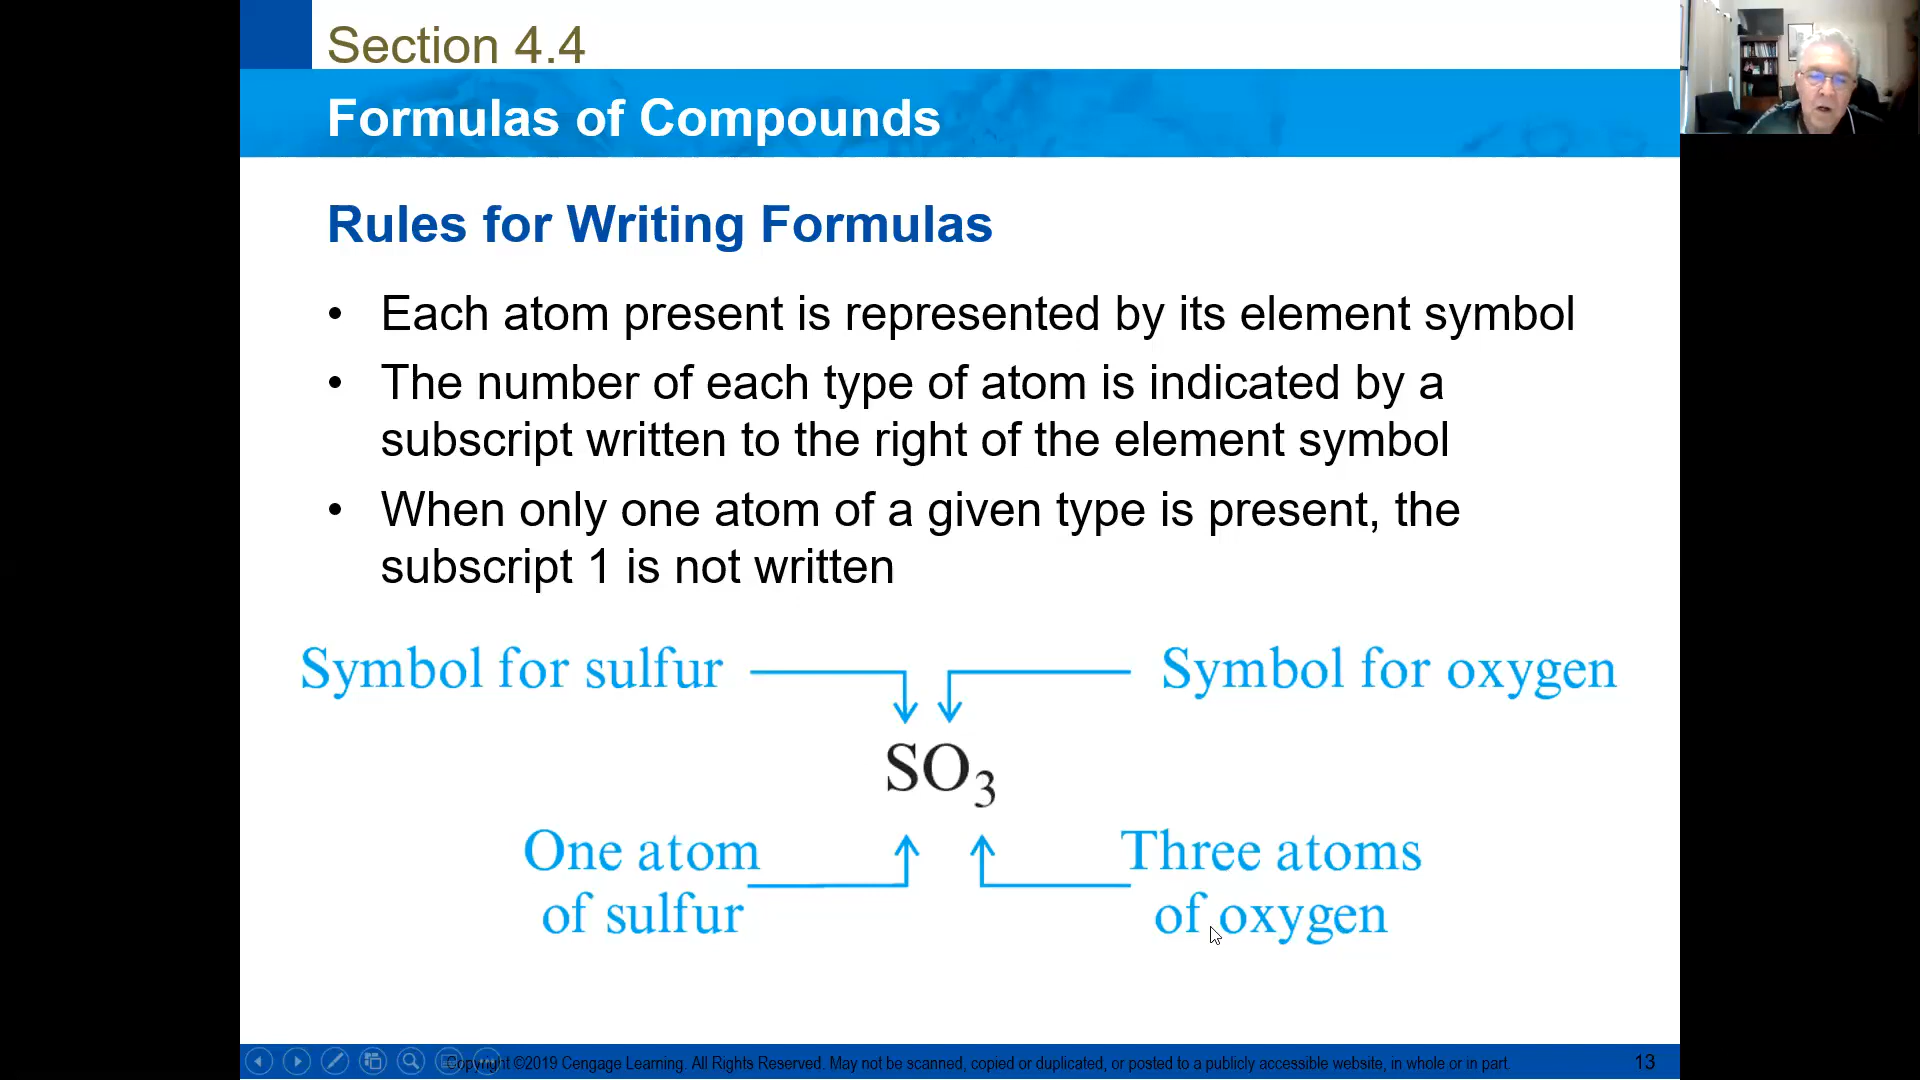 Section 4.4
Formulas of Compounds
Rules for Writing Formulas
• Each atom present is represented by its element symbol
• The number of each type of atom is indicated by a
subscript written to the right of the element symbol
• When only one atom of a given type is present, the
subscript 1 is not written
Symbol for sulfur
Symbol for oxygen
SO₃
One atom
of sulfur
Three atoms
of oxygen
Copyright ©2019 Cengage Learning. All Rights Reserved. May not be scanned, copied or duplicated, or posted to a publicly accessible website, in whole or in part.
13